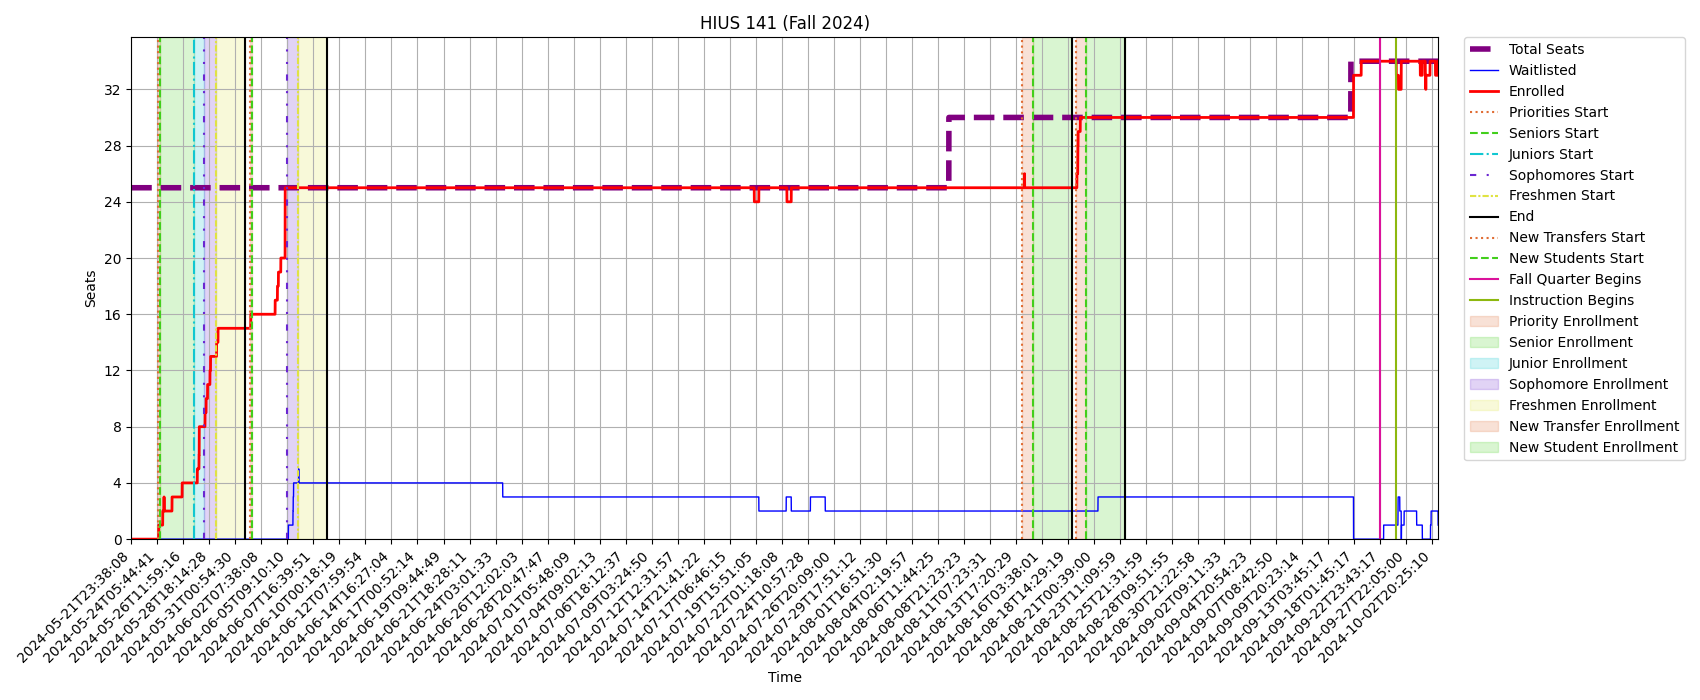 HIUS 141 (Fall 2024)
Seats
32
28
24
20
16
12
8
4
0
2024-05-21T23:38:08
2024-05-24T05:44:41
2024-05-26T11:59:16
2024-05-28T18:14:28
2024-05-31T00:54:30
2024-06-02T07:38:08
2024-06-05T09:10:10
2024-06-07T16:39:51
2024-06-10T00:18:19
2024-06-12T07:59:54
2024-06-14T16:27:04
2024-06-17T00:52:14
2024-06-19T09:44:49
2024-06-21T18:28:11
2024-06-24T03:01:33
2024-06-26T12:02:03
2024-06-28T20:47:47
2024-07-01T05:48:09
2024-07-04T09:02:13
2024-07-06T18:12:37
2024-07-09T03:24:50
2024-07-12T12:31:57
2024-07-14T21:41:22
2024-07-17T06:46:15
2024-07-19T15:51:05
2024-07-22T01:18:08
2024-07-24T10:57:28
2024-07-26T20:09:00
2024-07-29T17:51:12
2024-08-01T16:51:30
2024-08-04T02:19:57
2024-08-06T11:44:25
2024-08-08T21:23:23
2024-08-11T07:23:31
2024-08-13T17:20:29
2024-08-16T03:38:01
2024-08-18T14:29:19
2024-08-21T00:39:00
2024-08-23T11:09:59
2024-08-25T21:31:59
2024-08-28T09:51:55
2024-08-30T21:22:58
2024-09-02T09:11:33
2024-09-04T20:54:23
2024-09-07T08:42:50
2024-09-09T20:23:14
2024-09-13T03:45:17
2024-09-18T01:45:17
2024-09-22T23:43:17
2024-09-27T22:05:00
2024-10-02T20:25:10
Time
Total Seats
Waitlisted
Enrolled
Priorities Start
Seniors Start
Juniors Start
Sophomores Start
Freshmen Start
End
New Transfers Start
New Students Start
Fall Quarter Begins
Instruction Begins
Priority Enrollment
Senior Enrollment
Junior Enrollment
Sophomore Enrollment
Freshmen Enrollment
New Transfer Enrollment
New Student Enrollment